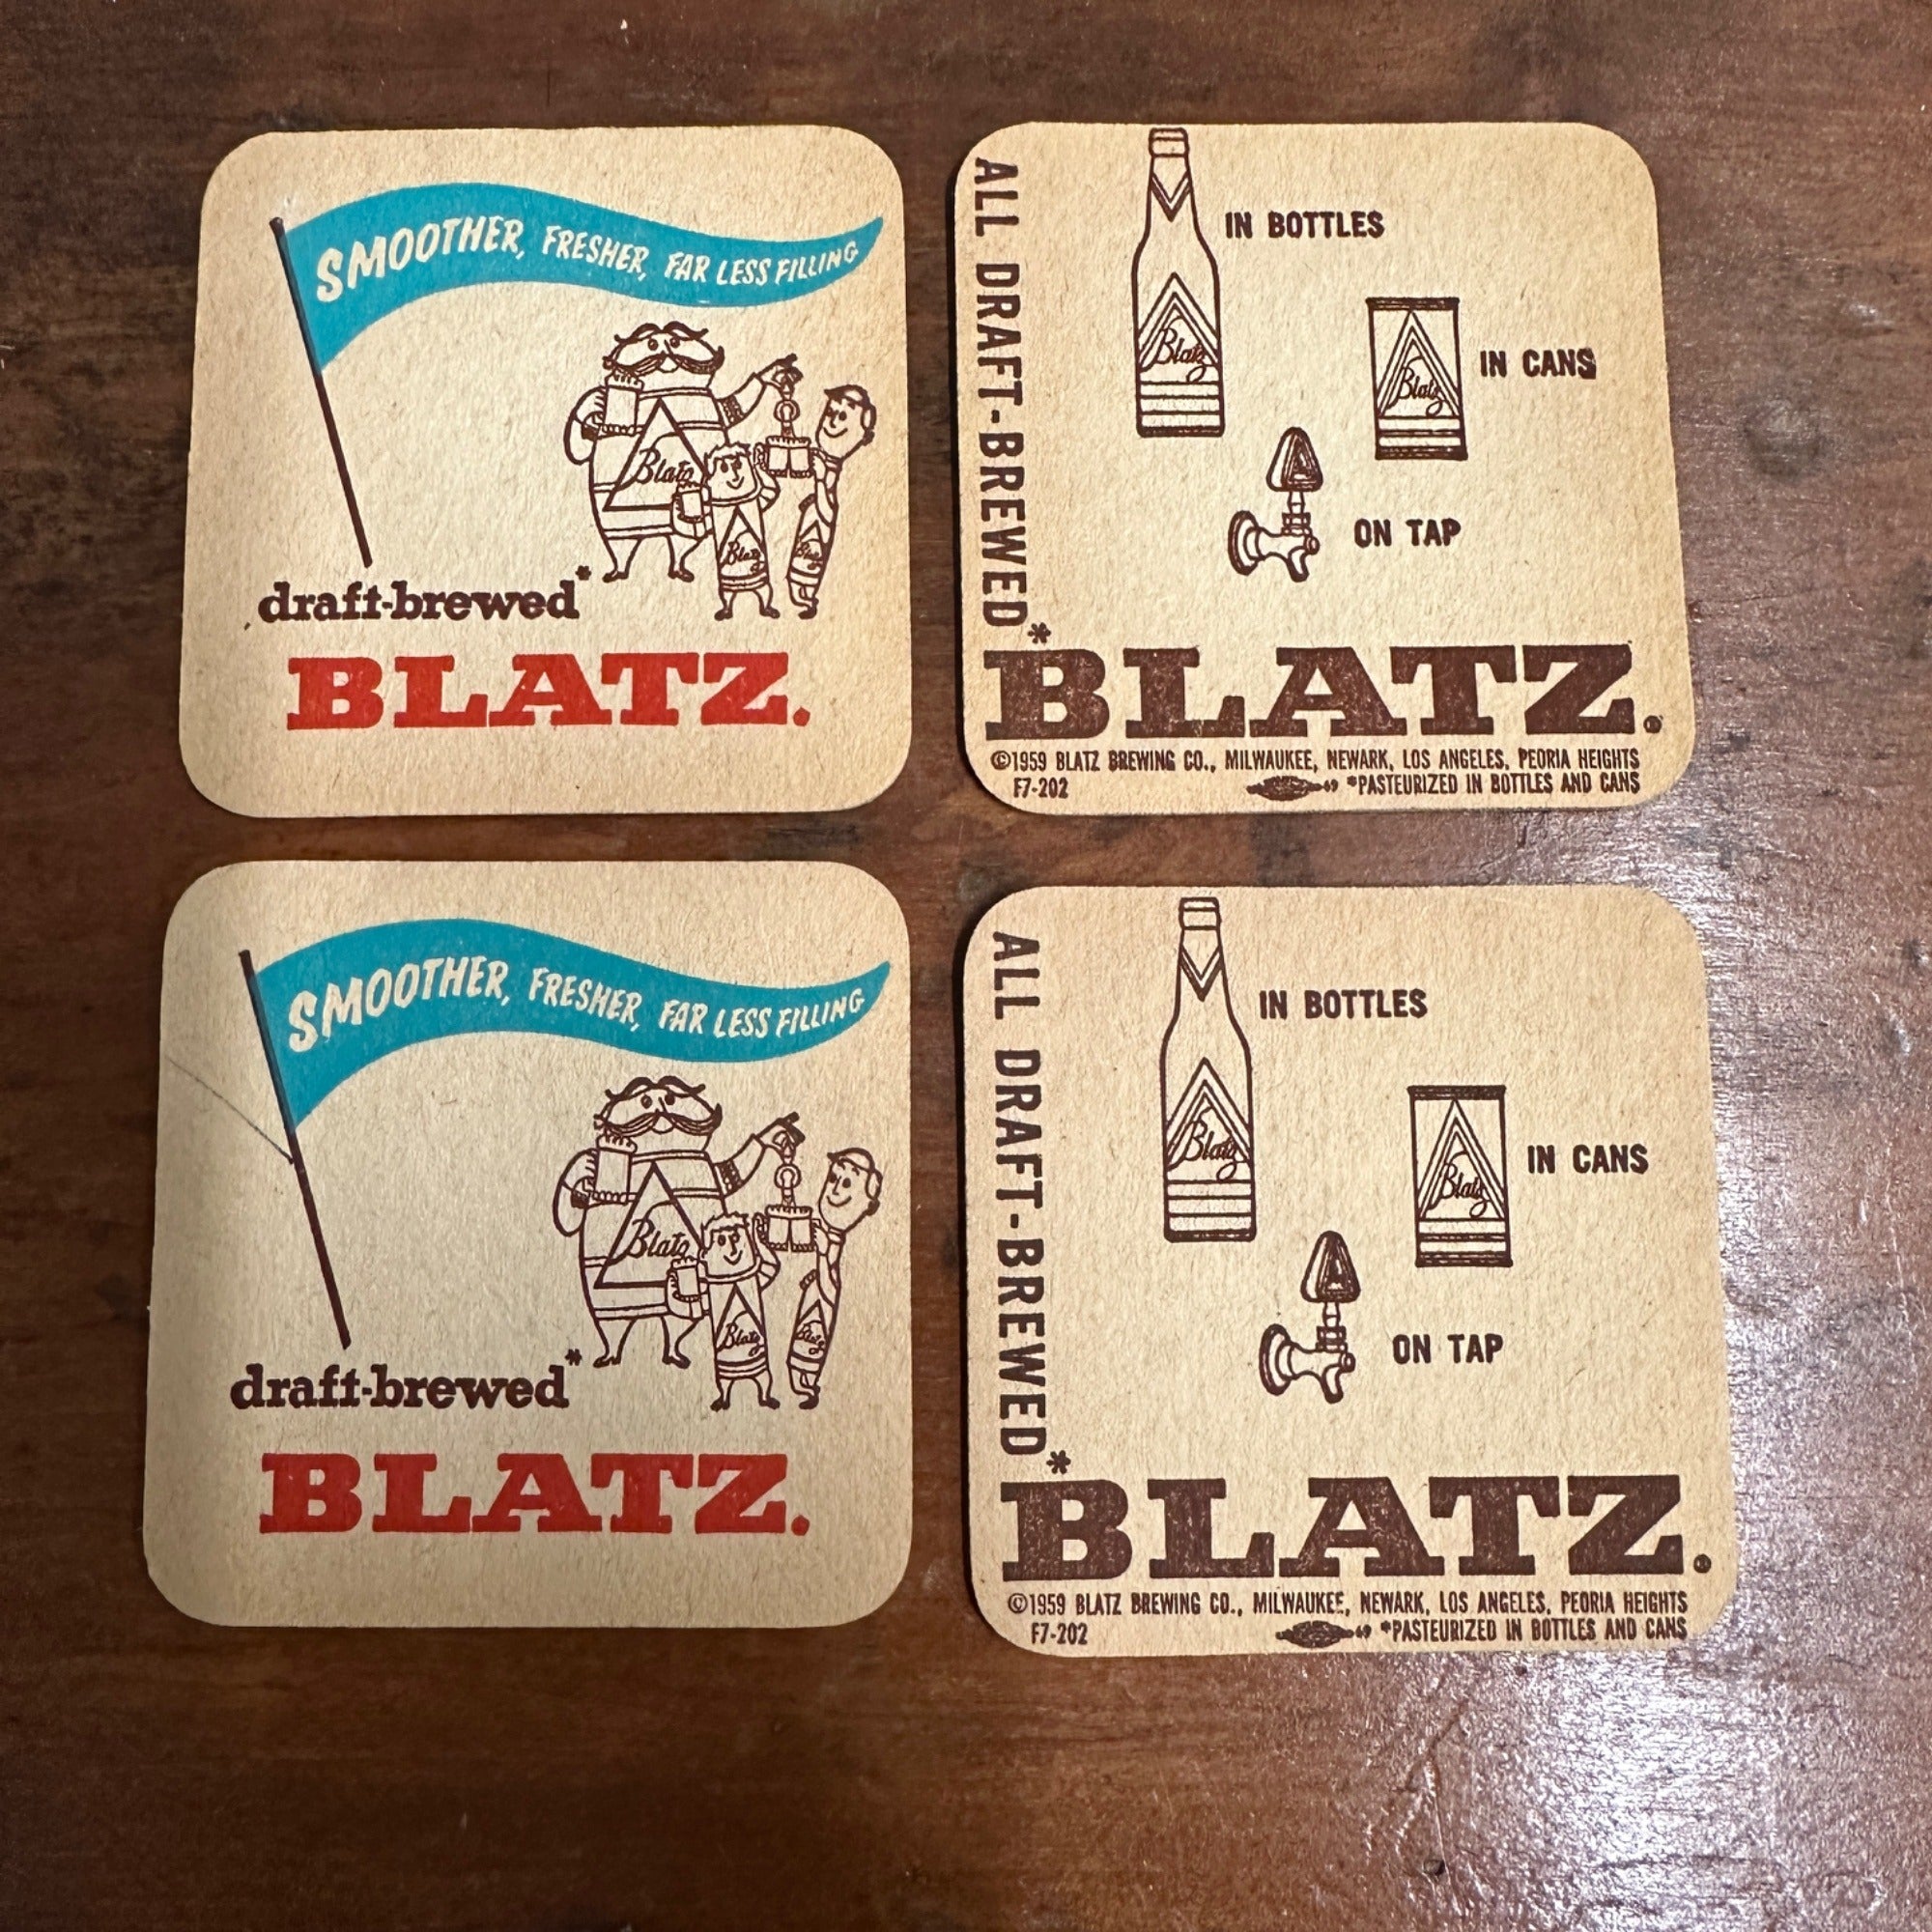 SMOOTHER, FRESHER, FAR LESS FILLING
Blatz
Blatz
Blatz
draft-brewed*
BLATZ.
ALL DRAFT-BREWED*
IN BOTTLES
Blatz
IN CANS
Blatz
ON TAP
BLATZ.
©1959 BLATZ BREWING CO., MILWAUKEE, NEWARK, LOS ANGELES, PEORIA HEIGHTS
F7-202 69 *PASTEURIZED IN BOTTLES AND CANS
SMOOTHER, FRESHER, FAR LESS FILLING
Blatz
Blatz
Blatz
draft-brewed*
BLATZ.
ALL DRAFT-BREWED*
IN BOTTLES
Blatz
IN CANS
Blatz
ON TAP
BLATZ.
©1959 BLATZ BREWING CO., MILWAUKEE, NEWARK, LOS ANGELES, PEORIA HEIGHTS
F7-202 69 *PASTEURIZED IN BOTTLES AND CANS